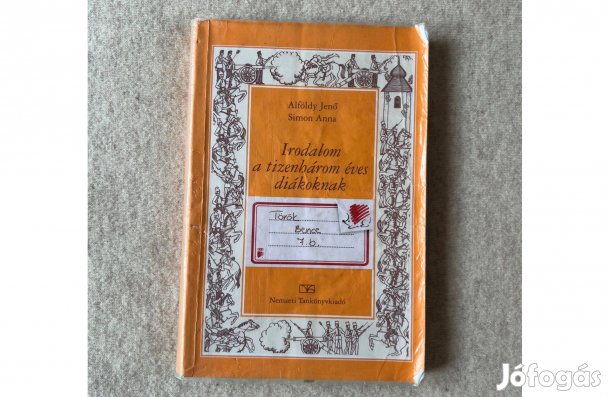 Alföldy Jenő
Simon Anna
Irodalom
a tizenhárom éves
diákoknak
Török
Bence
7. b.
Nemzeti Tankönyvkiadó
Jófogás